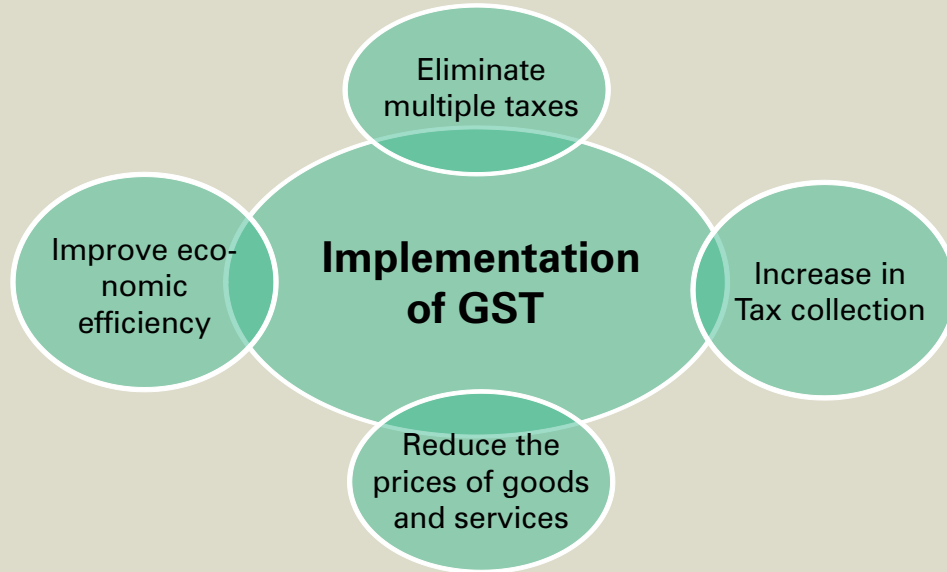 Eliminate
multiple taxes
Improve eco-
nomic
efficiency
Implementation
of GST
Increase in
Tax collection
Reduce the
prices of goods
and services